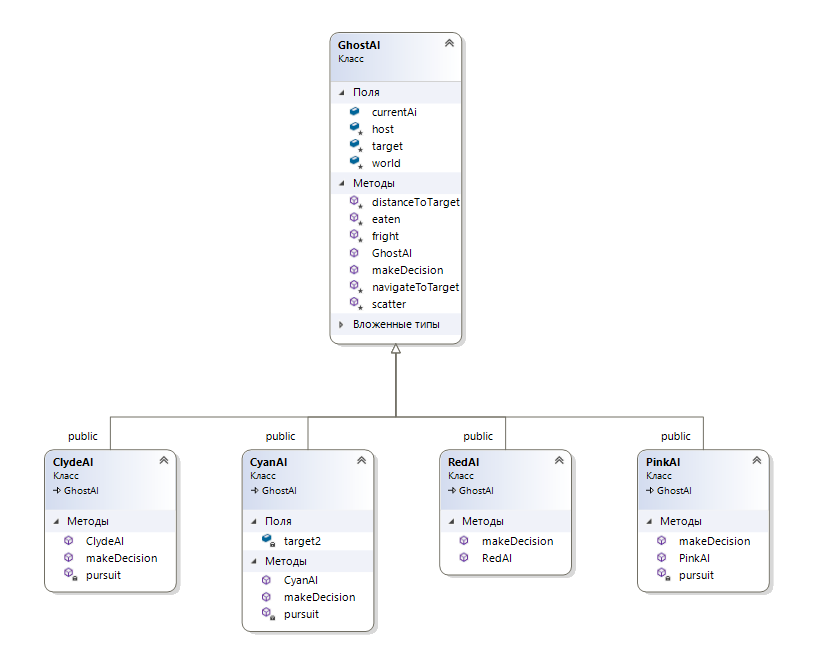 GhostAI
Класс
Поля
currentAi
host
target
world
Методы
distanceToTarget
eaten
fright
GhostAI
makeDecision
navigateToTarget
scatter
Вложенные типы
public
public
public
public
ClydeAI
Класс
GhostAI
Методы
ClydeAI
makeDecision
pursuit
CyanAI
Класс
GhostAI
Поля
target2
Методы
CyanAI
makeDecision
pursuit
RedAI
Класс
GhostAI
Методы
makeDecision
RedAI
PinkAI
Класс
GhostAI
Методы
makeDecision
PinkAI
pursuit